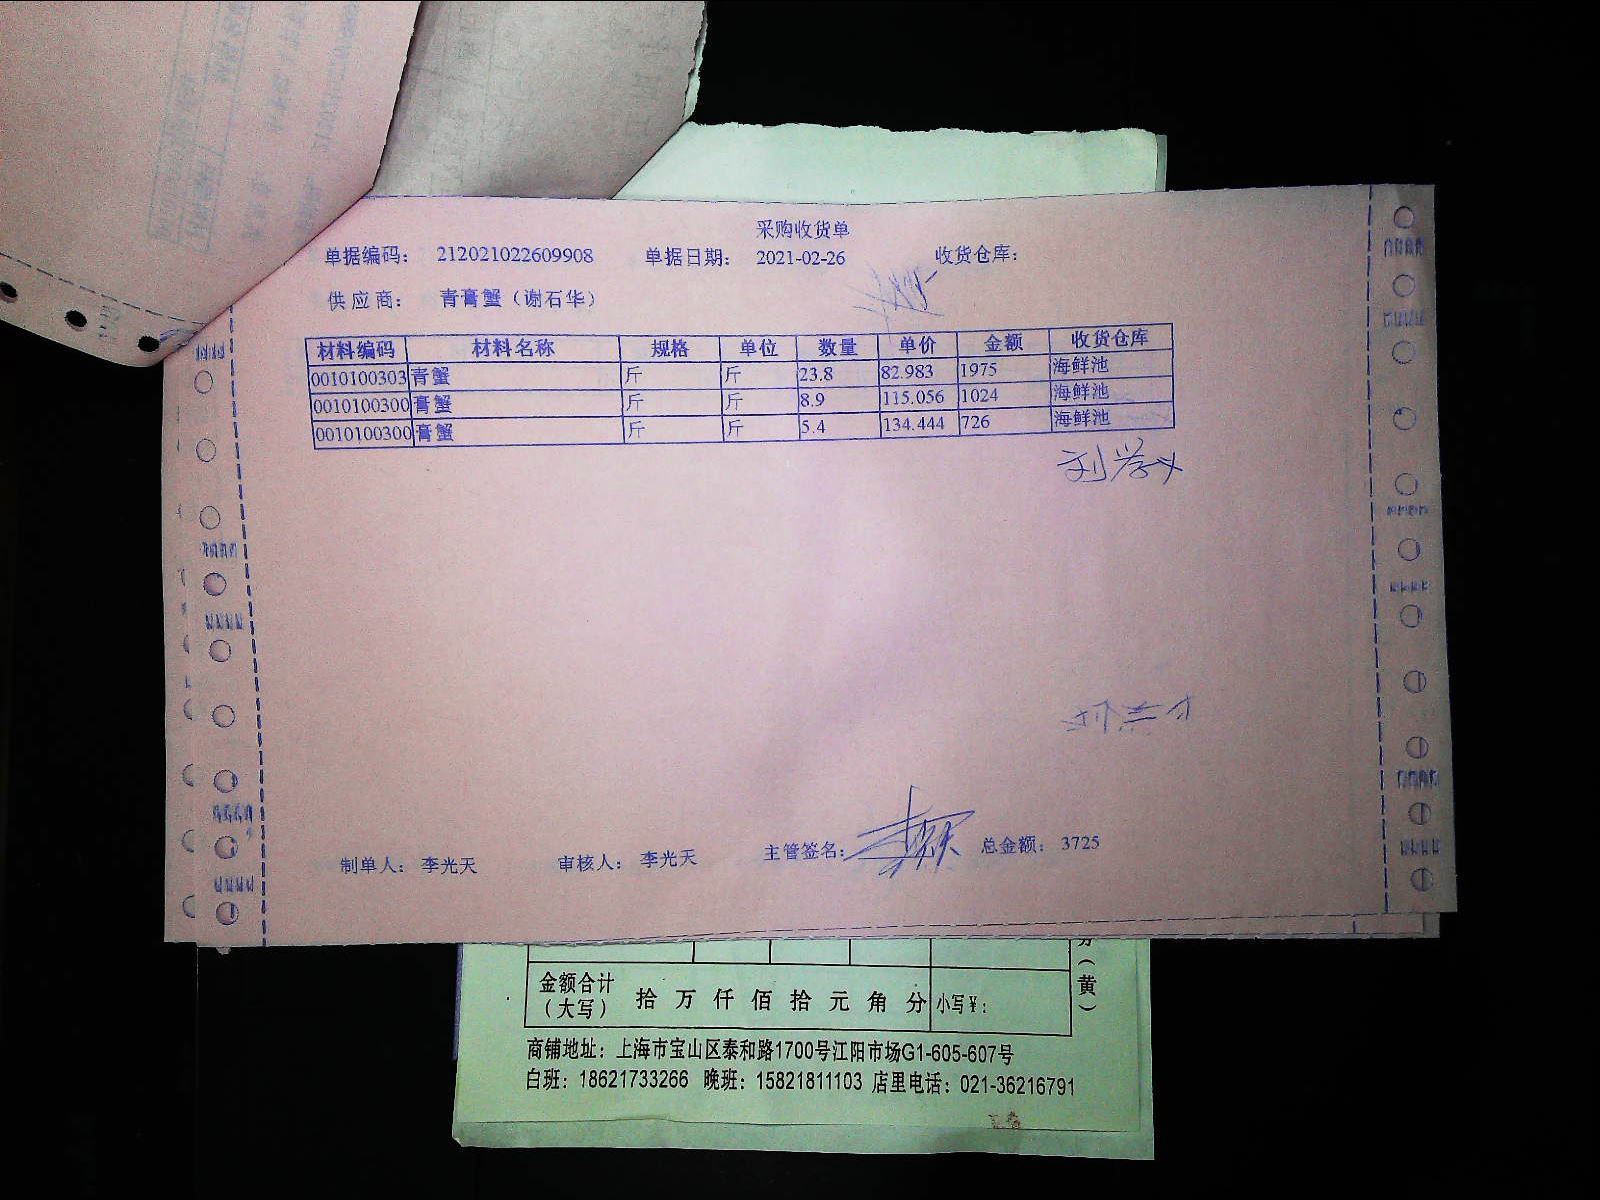 采购收货单
单据编码： 212021022609908 单据日期： 2021-02-26 收货仓库：
供应商： 青膏蟹（谢石华）
材料编码 材料名称 规格 单位 数量 单价 金额 收货仓库
0010100303 青蟹 斤 斤 23.8 82.983 1975 海鲜池
0010100300 膏蟹 斤 斤 8.9 115.056 1024 海鲜池
0010100300 膏蟹 斤 斤 5.4 134.444 726 海鲜池
制单人： 李光天 审核人： 李光天 主管签名： 总金额： 3725
（黄）
金额合计（大写） 拾 万 仟 佰 拾 元 角 分 小写¥：
商铺地址：上海市宝山区泰和路1700号江阳市场G1-605-607号
白班：18621733266 晚班：15821811103 店里电话：021-36216791